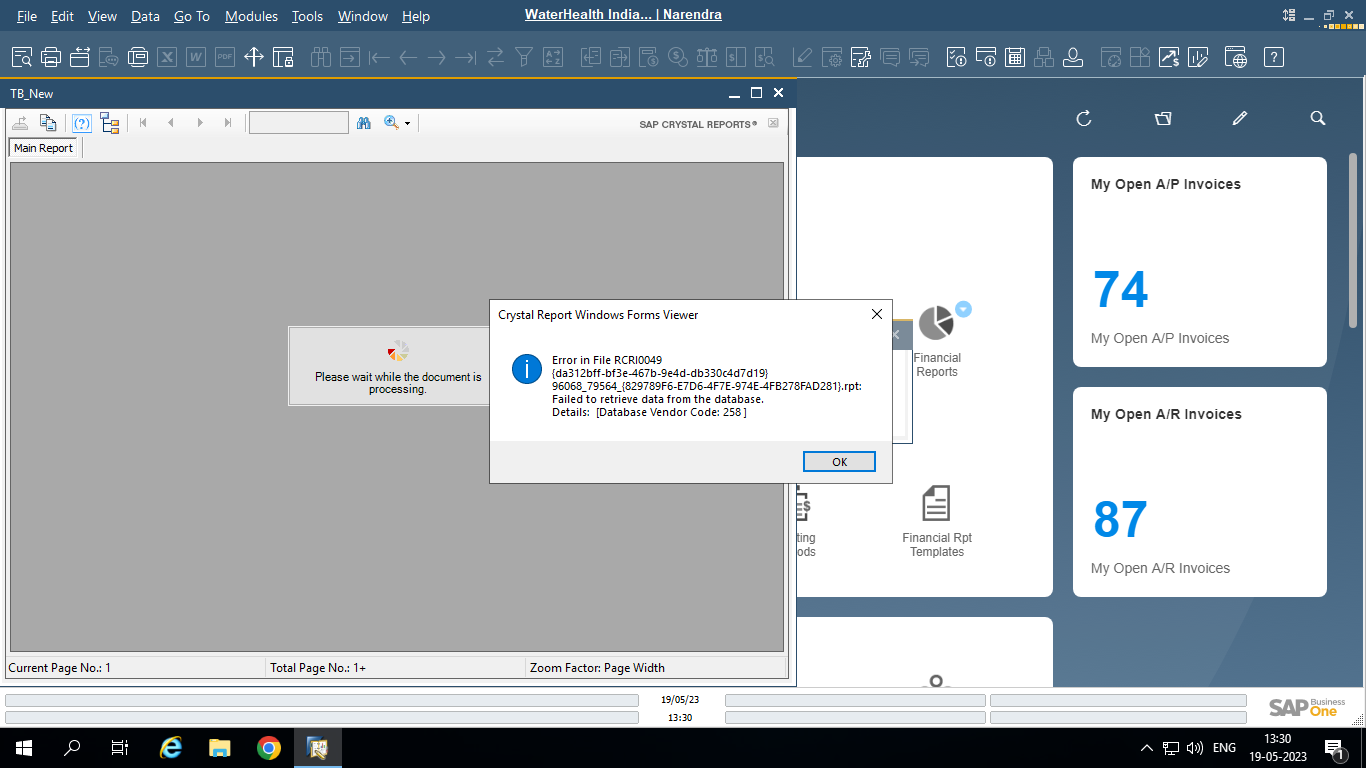 File Edit View Data Go To Modules Tools Window Help
WaterHealth India... | Narendra
TB_New
SAP CRYSTAL REPORTS®
Main Report
Please wait while the document is
processing.
Crystal Report Windows Forms Viewer
Error in File RCRI0049
{da312bff-bf3e-467b-9e4d-db330c4d7d19}
96068_79564_{829789F6-E7D6-4F7E-974E-4FB278FAD281}.rpt:
Failed to retrieve data from the database.
Details: [Database Vendor Code: 258 ]
OK
Financial
Reports
ting
ods
Financial Rpt
Templates
My Open A/P Invoices
74
My Open A/P Invoices
My Open A/R Invoices
87
My Open A/R Invoices
Current Page No.: 1
Total Page No.: 1+
Zoom Factor: Page Width
19/05/23
13:30
SAP Business
One
ENG
13:30
19-05-2023
1